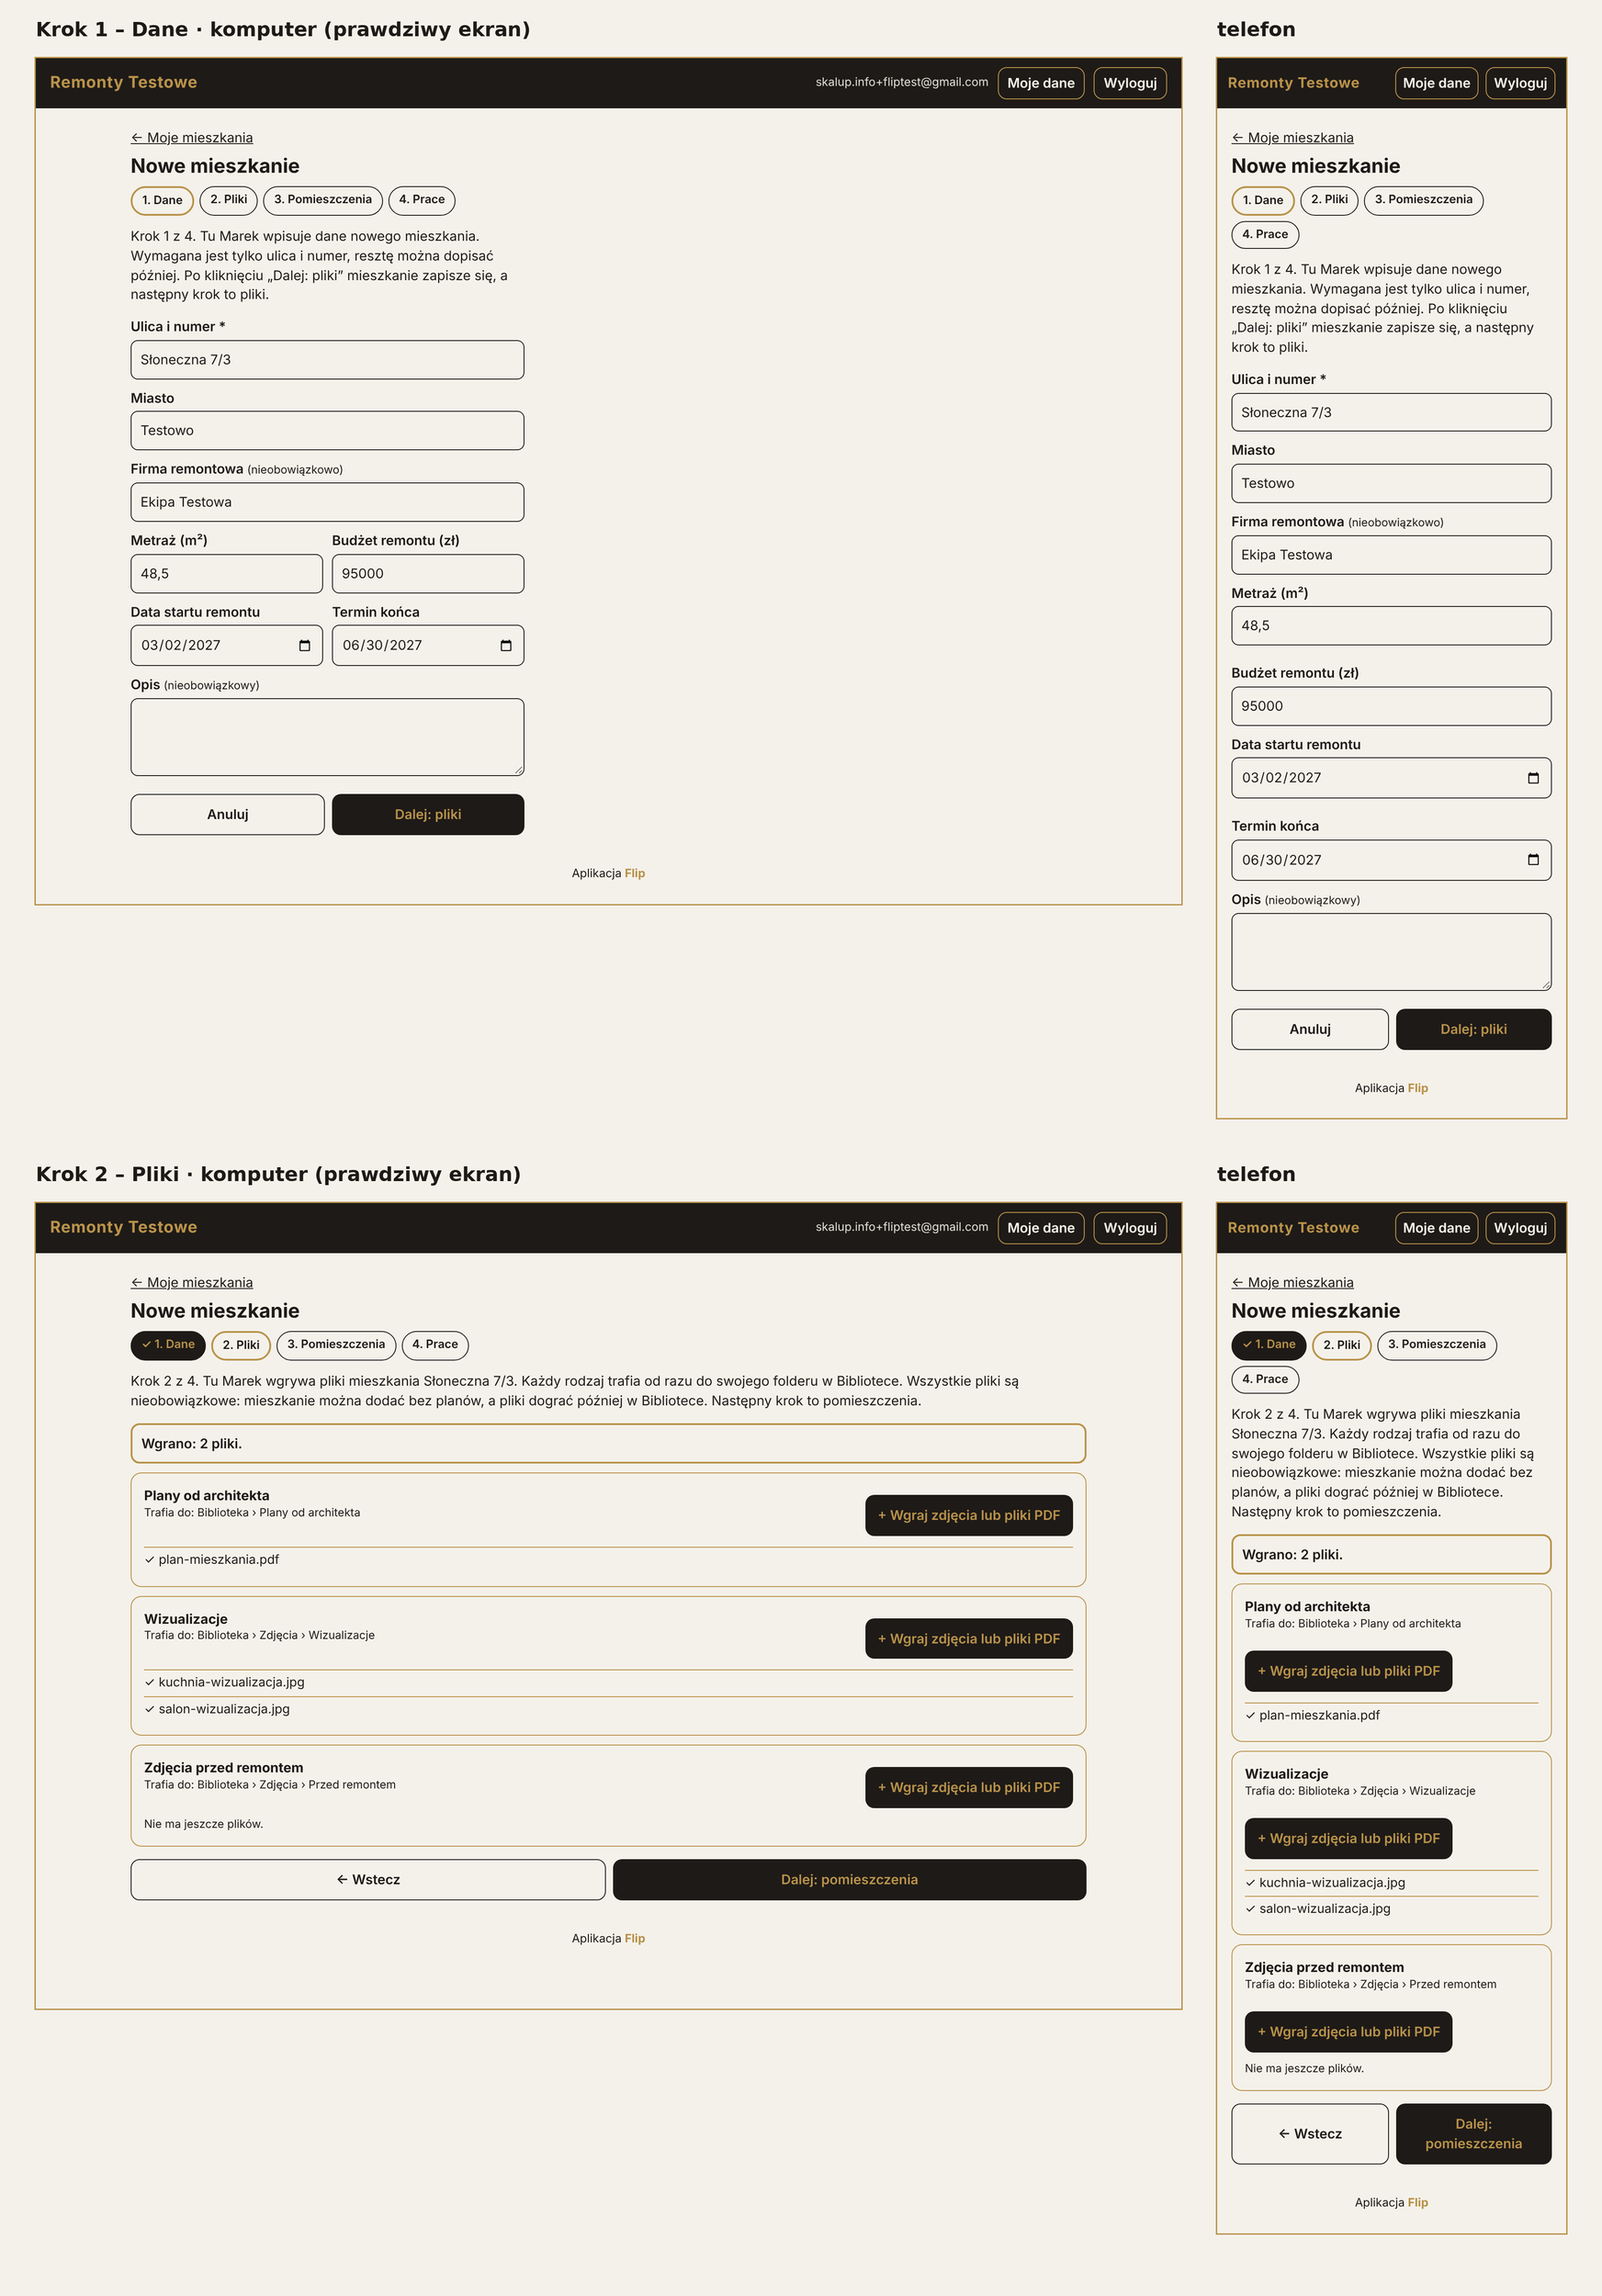 Krok 1 – Dane · komputer (prawdziwy ekran)
Remonty Testowe
skalup.info+fliptest@gmail.com
Moje dane
Wyloguj
← Moje mieszkania
Nowe mieszkanie
1. Dane
2. Pliki
3. Pomieszczenia
4. Prace
Krok 1 z 4. Tu Marek wpisuje dane nowego mieszkania.
Wymagana jest tylko ulica i numer, resztę można dopisać
później. Po kliknięciu „Dalej: pliki” mieszkanie zapisze się, a
następny krok to pliki.
Ulica i numer *
Słoneczna 7/3
Miasto
Testowo
Firma remontowa (nieobowiązkowo)
Ekipa Testowa
Metraż (m²)
Budżet remontu (zł)
48,5
95000
Data startu remontu
Termin końca
03/02/2027
06/30/2027
Opis (nieobowiązkowy)
Anuluj
Dalej: pliki
Aplikacja Flip
telefon
Remonty Testowe
Moje dane
Wyloguj
← Moje mieszkania
Nowe mieszkanie
1. Dane
2. Pliki
3. Pomieszczenia
4. Prace
Krok 1 z 4. Tu Marek wpisuje dane nowego
mieszkania. Wymagana jest tylko ulica i numer,
resztę można dopisać później. Po kliknięciu
„Dalej: pliki” mieszkanie zapisze się, a następny
krok to pliki.
Ulica i numer *
Słoneczna 7/3
Miasto
Testowo
Firma remontowa (nieobowiązkowo)
Ekipa Testowa
Metraż (m²)
48,5
Budżet remontu (zł)
95000
Data startu remontu
03/02/2027
Termin końca
06/30/2027
Opis (nieobowiązkowy)
Anuluj
Dalej: pliki
Aplikacja Flip
Krok 2 – Pliki · komputer (prawdziwy ekran)
Remonty Testowe
skalup.info+fliptest@gmail.com
Moje dane
Wyloguj
← Moje mieszkania
Nowe mieszkanie
✓ 1. Dane
2. Pliki
3. Pomieszczenia
4. Prace
Krok 2 z 4. Tu Marek wgrywa pliki mieszkania Słoneczna 7/3. Każdy rodzaj trafia od razu do swojego folderu w Bibliotece. Wszystkie pliki są
nieobowiązkowe: mieszkanie można dodać bez planów, a pliki dograć później w Bibliotece. Następny krok to pomieszczenia.
Wgrano: 2 pliki.
Plany od architekta
Trafia do: Biblioteka › Plany od architekta
+ Wgraj zdjęcia lub pliki PDF
✓ plan-mieszkania.pdf
Wizualizacje
Trafia do: Biblioteka › Zdjęcia › Wizualizacje
+ Wgraj zdjęcia lub pliki PDF
✓ kuchnia-wizualizacja.jpg
✓ salon-wizualizacja.jpg
Zdjęcia przed remontem
Trafia do: Biblioteka › Zdjęcia › Przed remontem
+ Wgraj zdjęcia lub pliki PDF
Nie ma jeszcze plików.
← Wstecz
Dalej: pomieszczenia
Aplikacja Flip
telefon
Remonty Testowe
Moje dane
Wyloguj
← Moje mieszkania
Nowe mieszkanie
✓ 1. Dane
2. Pliki
3. Pomieszczenia
4. Prace
Krok 2 z 4. Tu Marek wgrywa pliki mieszkania
Słoneczna 7/3. Każdy rodzaj trafia od razu do
swojego folderu w Bibliotece. Wszystkie pliki są
nieobowiązkowe: mieszkanie można dodać bez
planów, a pliki dograć później w Bibliotece.
Następny krok to pomieszczenia.
Wgrano: 2 pliki.
Plany od architekta
Trafia do: Biblioteka › Plany od architekta
+ Wgraj zdjęcia lub pliki PDF
✓ plan-mieszkania.pdf
Wizualizacje
Trafia do: Biblioteka › Zdjęcia › Wizualizacje
+ Wgraj zdjęcia lub pliki PDF
✓ kuchnia-wizualizacja.jpg
✓ salon-wizualizacja.jpg
Zdjęcia przed remontem
Trafia do: Biblioteka › Zdjęcia › Przed remontem
+ Wgraj zdjęcia lub pliki PDF
Nie ma jeszcze plików.
← Wstecz
Dalej:
pomieszczenia
Aplikacja Flip